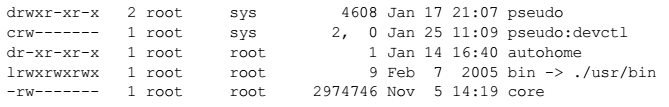 drwxr-xr-x 2 root sys 4608 Jan 17 21:07 pseudo
crw------- 1 root sys 2, 0 Jan 25 11:09 pseudo:devctl
dr-xr-xr-x 1 root root 1 Jan 14 16:40 autohome
lrwxrwxrwx 1 root root 9 Feb 7 2005 bin -> ./usr/bin
-rw------- 1 root root 2974746 Nov 5 14:19 core